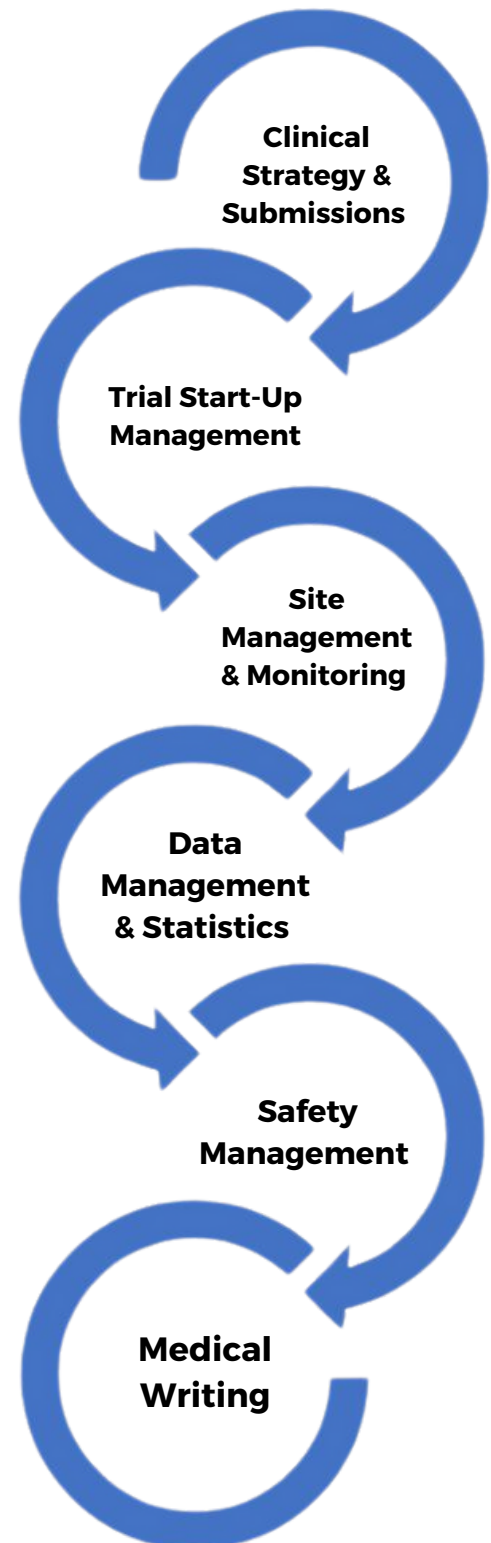 Clinical
Strategy &
Submissions
Trial Start-Up
Management
Site
Management
& Monitoring
Data
Management
& Statistics
Safety
Management
Medical
Writing